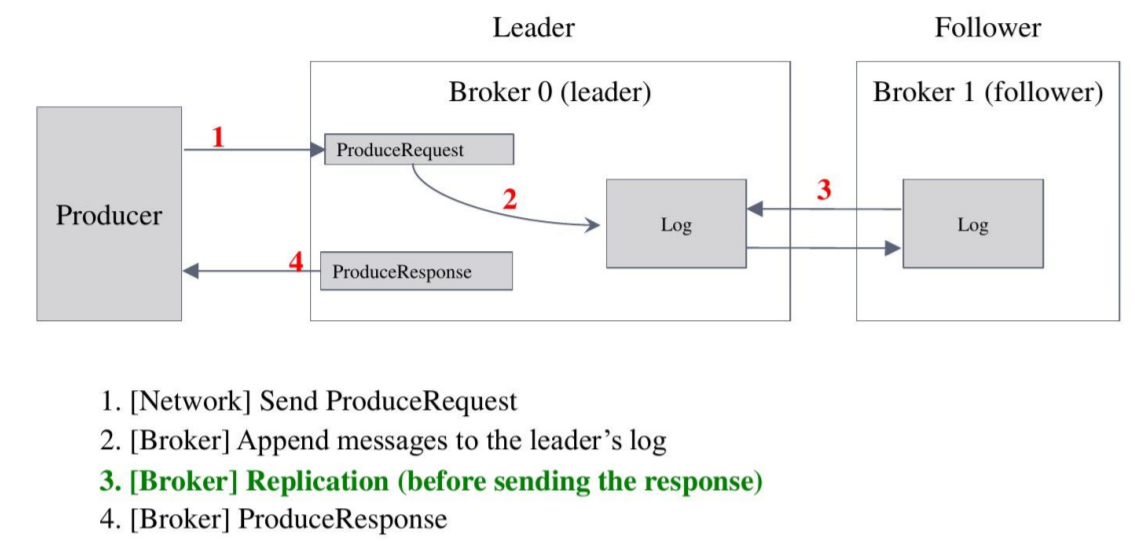 Leader
Follower
Broker 0 (leader)
Broker 1 (follower)
1
ProduceRequest
2
3
Producer
Log
Log
4
ProduceResponse
1. [Network] Send ProduceRequest
2. [Broker] Append messages to the leader’s log
3. [Broker] Replication (before sending the response)
4. [Broker] ProduceResponse